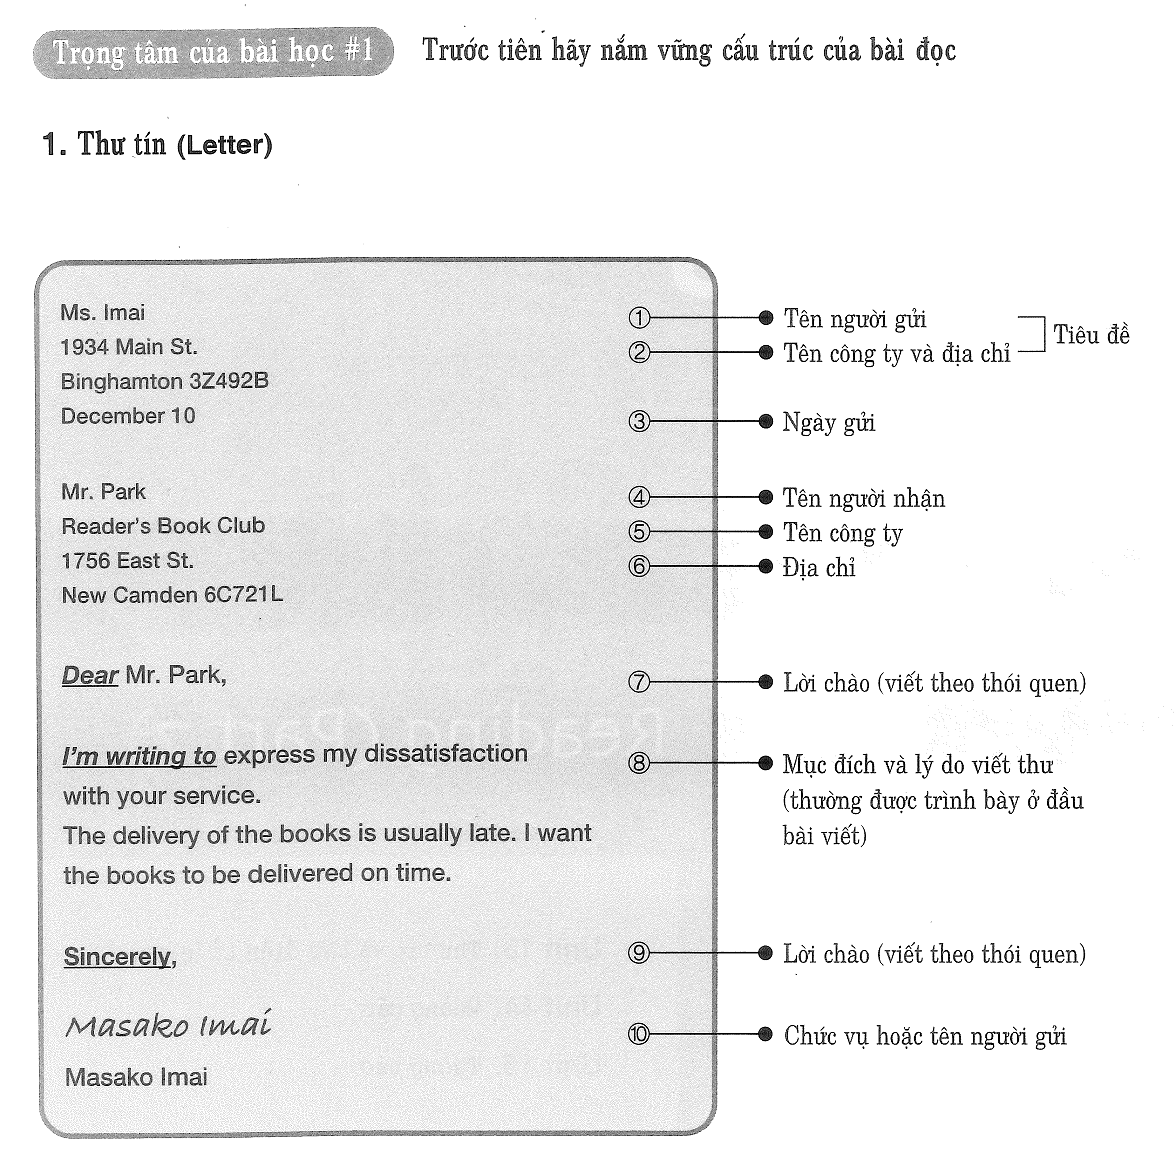 Trọng tâm của bài học #1 Trước tiên hãy nắm vững cấu trúc của bài đọc
1. Thư tín (Letter)
Ms. Imai ① Tên người gửi
1934 Main St. ② Tên công ty và địa chỉ Tiêu đề
Binghamton 3Z492B
December 10 ③ Ngày gửi
Mr. Park ④ Tên người nhận
Reader's Book Club ⑤ Tên công ty
1756 East St. ⑥ Địa chỉ
New Camden 6C721L
Dear Mr. Park, ⑦ Lời chào (viết theo thói quen)
I'm writing to express my dissatisfaction ⑧ Mục đích và lý do viết thư
with your service. (thường được trình bày ở đầu
The delivery of the books is usually late. I want bài viết)
the books to be delivered on time.
Sincerely, ⑨ Lời chào (viết theo thói quen)
Masako Imai ⑩ Chức vụ hoặc tên người gửi
Masako Imai